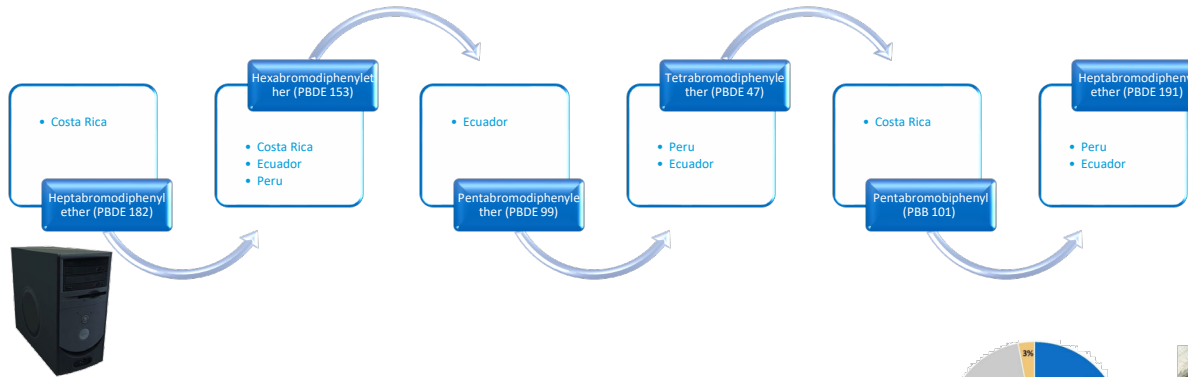 • Costa Rica
Heptabromodiphenyl
ether (PBDE 182)
Hexabromodiphenylet
her (PBDE 153)
• Costa Rica
• Ecuador
• Peru
• Ecuador
Pentabromodiphenyle
ther (PBDE 99)
Tetrabromodiphenyle
ther (PBDE 47)
• Peru
• Ecuador
• Costa Rica
Pentabromobiphenyl
(PBB 101)
Heptabromodipheny
ether (PBDE 191)
• Peru
• Ecuador
3%